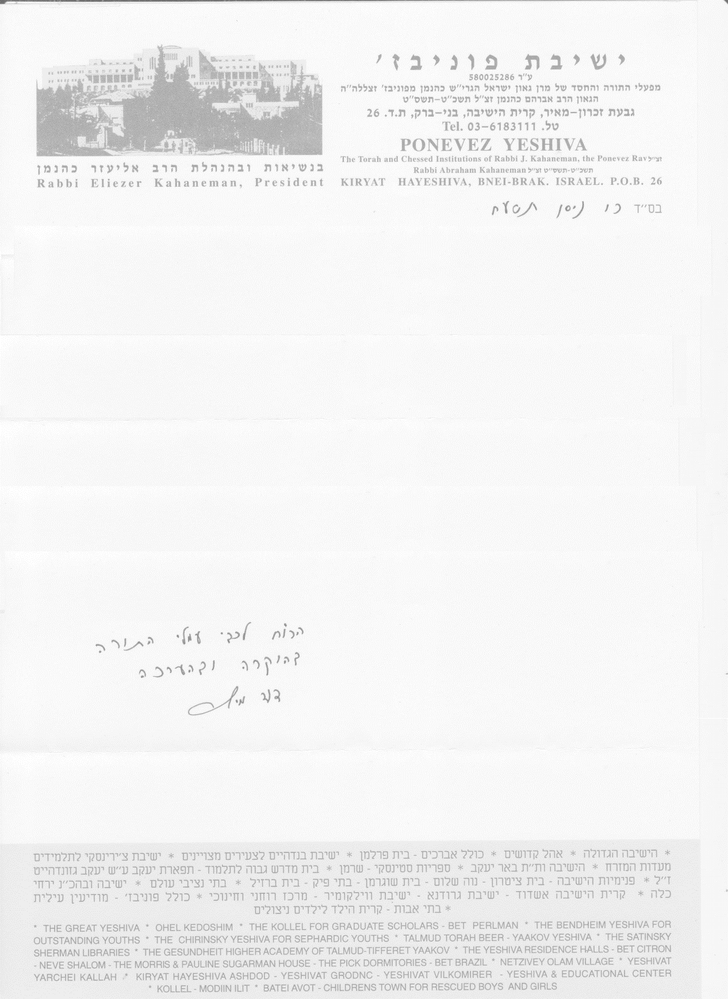 ישיבת פוניבז'
ע"ר 580025286
מפעלי התורה והחסד של מרן גאון ישראל הגרי"ש כהנמן מפוניבז' זצללה"ה
הגאון הרב אברהם כהנמן זצ"ל תשכ"ט-תשס"ט
גבעת זכרון-מאיר, קרית הישיבה, בני-ברק, ת.ד. 26
טל. Tel. 03-6183111
PONEVEZ YESHIVA
The Torah and Chessed Institutions of Rabbi J. Kahaneman, the Ponevez Rav זצ"ל
Rabbi Abraham Kahaneman תשכ"ט-תשס"ט זצ"ל
KIRYAT HAYESHIVA, BNEI-BRAK. ISRAEL. P.O.B. 26
בנשיאות ובהנהלת הרב אליעזר כהנמן
Rabbi Eliezer Kahaneman, President
בס"ד כו ניסן תשעח
הרוח לכבי עמלי התורה
בהוקרה ובהערכה
* הישיבה הגדולה * אהל קדושים * כולל אברכים - בית פרלמן * ישיבת בנדהיים לצעירים מצויינים * ישיבת צ'ירינסקי לתלמידים
מעדות המזרח * הישיבה ות"ת באר יעקב * ספריות סטינסקי - שרמן * בית מדרש גבוה לתלמוד - תפארת יעקב ע"ש יעקב גזונדהייט
ז"ל * פנימיות הישיבה - בית ציטרון - נוה שלום - בית שוגרמן - בתי פיק - בית ברזיל * בתי נציבי עולם * ישיבה ובהכ"נ ירחי
כלה * קרית הישיבה אשדוד - ישיבת גרודנא - ישיבת ווילקומיר - מרכז רוחני וחינוכי * כולל פוניבז' - מודיעין עילית
* בתי אבות - קרית הילד לילדים ניצולים
* THE GREAT YESHIVA * OHEL KEDOSHIM * THE KOLLEL FOR GRADUATE SCHOLARS - BET PERLMAN * THE BENDHEIM YESHIVA FOR
OUTSTANDING YOUTHS * THE CHIRINSKY YESHIVA FOR SEPHARDIC YOUTHS * TALMUD TORAH BEER - YAAKOV YESHIVA * THE SATINSKY
SHERMAN LIBRARIES * THE GESUNDHEIT HIGHER ACADEMY OF TALMUD-TIFFERET YAAKOV * THE YESHIVA RESIDENCE HALLS - BET CITRON
- NEVE SHALOM - THE MORRIS & PAULINE SUGARMAN HOUSE - THE PICK DORMITORIES - BET BRAZIL * NETZIVEY OLAM VILLAGE * YESHIVAT
YARCHEI KALLAH * KIRYAT HAYESHIVA ASHDOD - YESHIVAT GRODNC - YESHIVAT VILKOMIRER - YESHIVA & EDUCATIONAL CENTER
* KOLLEL - MODIIN ILIT * BATEI AVOT - CHILDRENS TOWN FOR RESCUED BOYS AND GIRLS